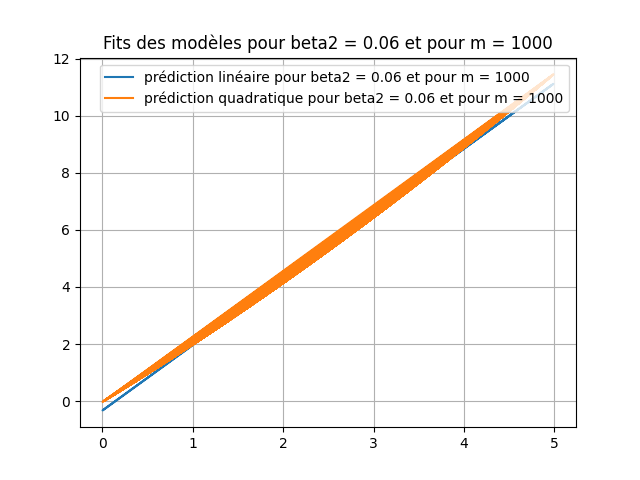 Fits des modèles pour beta2 = 0.06 et pour m = 1000
prédiction linéaire pour beta2 = 0.06 et pour m = 1000
prédiction quadratique pour beta2 = 0.06 et pour m = 1000
12
10
8
6
4
2
0
0 1 2 3 4 5